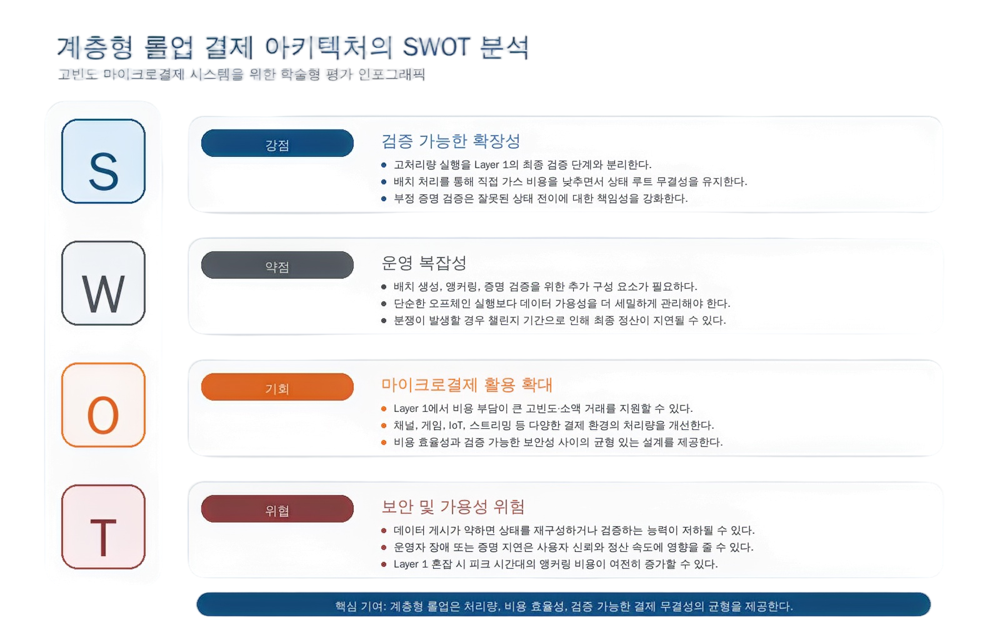 계층형 롤업 결제 아키텍처의 SWOT 분석
고빈도 마이크로결제 시스템을 위한 학술형 평가 인포그래픽
S
강점
검증 가능한 확장성
고처리량 실행을 Layer 1의 최종 검증 단계와 분리한다.
배치 처리를 통해 직접 가스 비용을 낮추면서 상태 루트 무결성을 유지한다.
부정 증명 검증은 잘못된 상태 전이에 대한 책임성을 강화한다.
W
약점
운영 복잡성
배치 생성, 앵커링, 증명 검증을 위한 추가 구성 요소가 필요하다.
단순한 오프체인 실행보다 데이터 가용성을 더 세밀하게 관리해야 한다.
분쟁이 발생할 경우 챌린지 기간으로 인해 최종 정산이 지연될 수 있다.
O
기회
마이크로결제 활용 확대
Layer 1에서 비용 부담이 큰 고빈도·소액 거래를 지원할 수 있다.
채널, 게임, IoT, 스트리밍 등 다양한 결제 환경의 처리량을 개선한다.
비용 효율성과 검증 가능한 보안성 사이의 균형 있는 설계를 제공한다.
T
위협
보안 및 가용성 위험
데이터 게시가 약하면 상태를 재구성하거나 검증하는 능력이 저하될 수 있다.
운영자 장애 또는 증명 지연은 사용자 신뢰와 정산 속도에 영향을 줄 수 있다.
Layer 1 혼잡 시 피크 시간대의 앵커링 비용이 여전히 증가할 수 있다.
핵심 기여: 계층형 롤업은 처리량, 비용 효율성, 검증 가능한 결제 무결성의 균형을 제공한다.